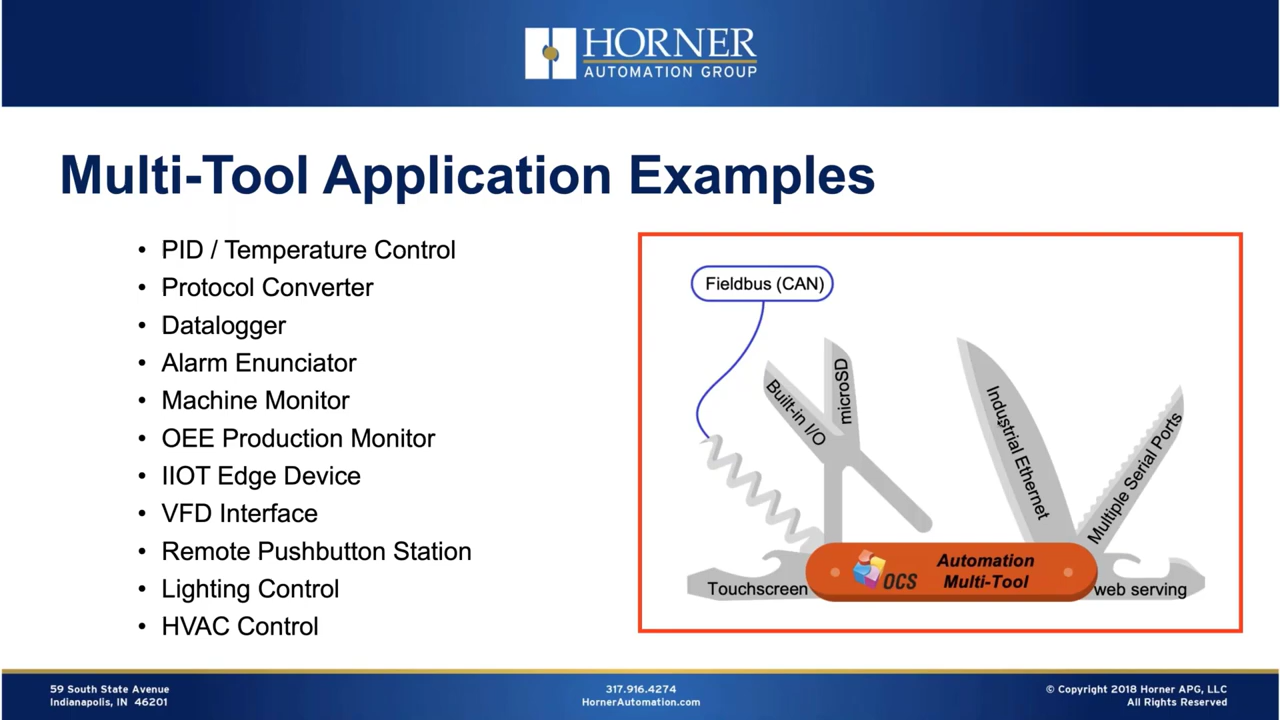 HORNER
AUTOMATION GROUP
Multi-Tool Application Examples
• PID / Temperature Control
• Protocol Converter
• Datalogger
• Alarm Enunciator
• Machine Monitor
• OEE Production Monitor
• IIOT Edge Device
• VFD Interface
• Remote Pushbutton Station
• Lighting Control
• HVAC Control
Fieldbus (CAN)
Built-in I/O
microSD
Industrial Ethernet
Multiple Serial Ports
Touchscreen
OCS
Automation
Multi-Tool
web serving
59 South State Avenue
Indianapolis, IN 46201
317.916.4274
HornerAutomation.com
© Copyright 2018 Horner APG, LLC
All Rights Reserved